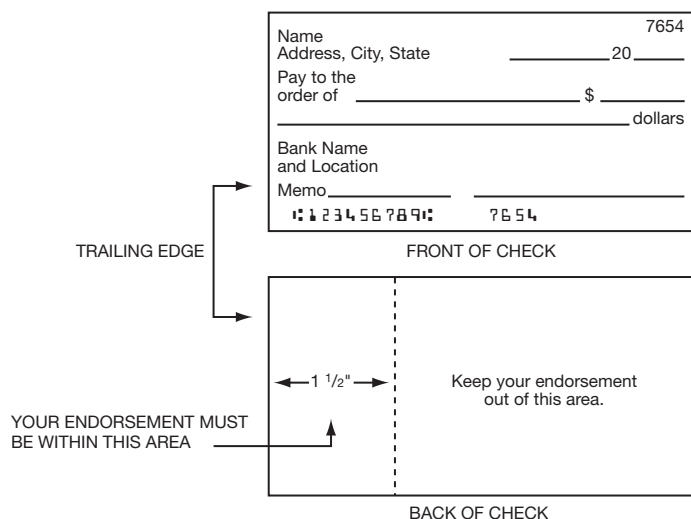 7654
Name
Address, City, State 20
Pay to the
order of $
dollars
Bank Name
and Location
Memo
⑆123456789⑆ 7654
TRAILING EDGE
FRONT OF CHECK
1 1/2"
Keep your endorsement
out of this area.
YOUR ENDORSEMENT MUST
BE WITHIN THIS AREA
BACK OF CHECK